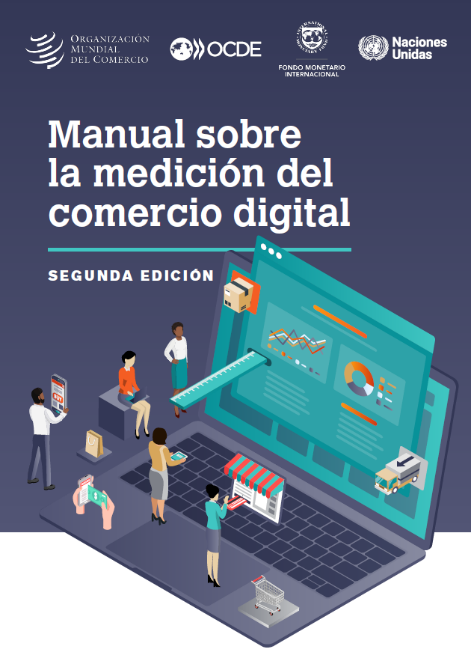 ORGANIZACIÓN
MUNDIAL
DEL COMERCIO
OCDE
FONDO MONETARIO
INTERNACIONAL
Naciones
Unidas
Manual sobre
la medición del
comercio digital
SEGUNDA EDICIÓN